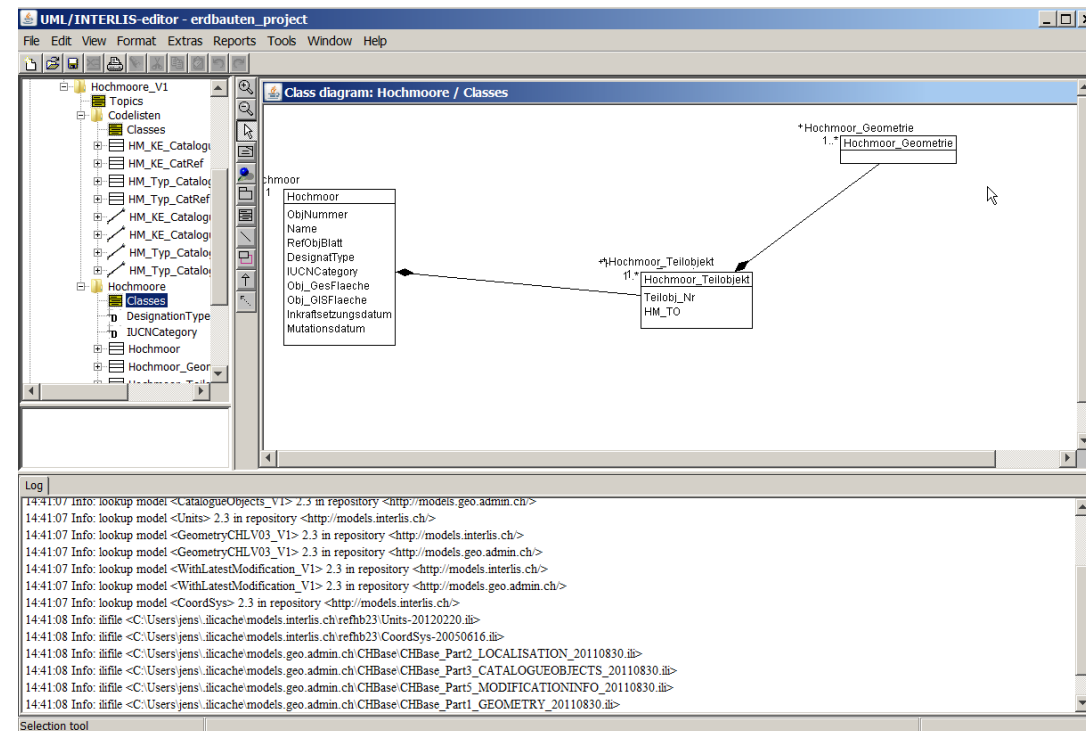 UML/INTERLIS-editor - erdbauten_project
File Edit View Format Extras Reports Tools Window Help
Hochmoore_V1
Topics
Codelisten
Classes
HM_KE_Catalogu
HM_KE_CatRef
HM_Typ_Catalog
HM_Typ_CatRef
HM_KE_Catalogu
HM_KE_Catalogu
HM_Typ_Catalog
HM_Typ_Catalog
Hochmoore
Classes
DesignationType
IUCNCategory
Hochmoor
Hochmoor_Geor
Class diagram: Hochmoore / Classes
*Hochmoor_Geometrie
1..* Hochmoor_Geometrie
chmoor
1 Hochmoor
ObjNummer
Name
RefObjBlatt
DesignatType
IUCNCategory
Obj_GesFlaeche
Obj_GISFlaeche
Inkraftsetzungsdatum
Mutationsdatum
Hochmoor_Teilobjekt
Hochmoor_Teilobjekt
Teilobj_Nr
HM_TO
Log
14:41:07 Info: lookup model <CatalogueObjects_V1> 2.3 in repository <http://models.geo.admin.ch/>
14:41:07 Info: lookup model <Units> 2.3 in repository <http://models.interlis.ch/>
14:41:07 Info: lookup model <GeometryCHLV03_V1> 2.3 in repository <http://models.interlis.ch/>
14:41:07 Info: lookup model <GeometryCHLV03_V1> 2.3 in repository <http://models.geo.admin.ch/>
14:41:07 Info: lookup model <WithLatestModification_V1> 2.3 in repository <http://models.interlis.ch/>
14:41:07 Info: lookup model <WithLatestModification_V1> 2.3 in repository <http://models.geo.admin.ch/>
14:41:07 Info: lookup model <CoordSys> 2.3 in repository <http://models.interlis.ch/>
14:41:08 Info: ilifile <C:\Users\jens\.ilicache\models.interlis.ch\refhb23\Units-20120220.ili>
14:41:08 Info: ilifile <C:\Users\jens\.ilicache\models.interlis.ch\refhb23\CoordSys-20050616.ili>
14:41:08 Info: ilifile <C:\Users\jens\.ilicache\models.geo.admin.ch\CHBase\CHBase_Part2_LOCALISATION_20110830.ili>
14:41:08 Info: ilifile <C:\Users\jens\.ilicache\models.geo.admin.ch\CHBase\CHBase_Part3_CATALOGUEOBJECTS_20110830.ili>
14:41:08 Info: ilifile <C:\Users\jens\.ilicache\models.geo.admin.ch\CHBase\CHBase_Part5_MODIFICATIONINFO_20110830.ili>
14:41:08 Info: ilifile <C:\Users\jens\.ilicache\models.geo.admin.ch\CHBase\CHBase_Part1_GEOMETRY_20110830.ili>
Selection tool